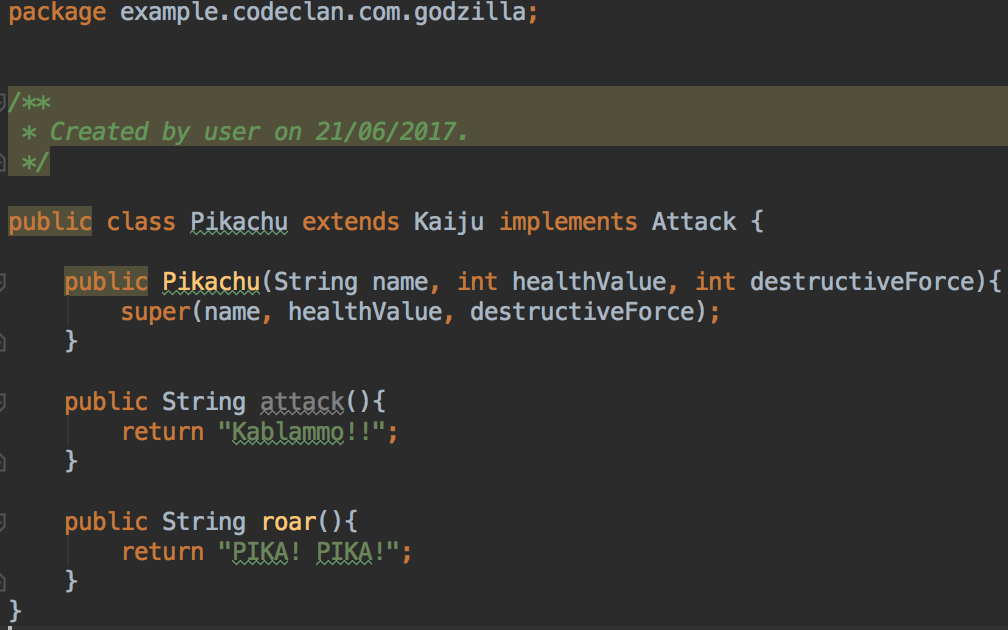 package example.codeclan.com.godzilla;
/**
 * Created by user on 21/06/2017.
 */
public class Pikachu extends Kaiju implements Attack {
    public Pikachu(String name, int healthValue, int destructiveForce){
        super(name, healthValue, destructiveForce);
    }
    public String attack(){
        return "Kablammo!!";
    }
    public String roar(){
        return "PIKA! PIKA!";
    }
}